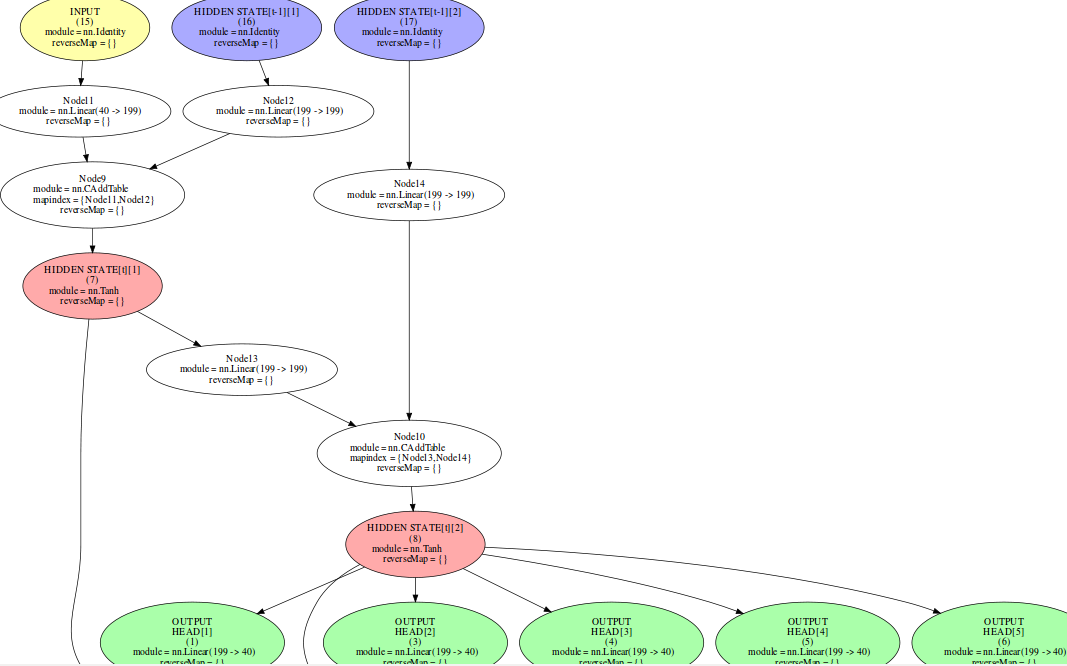 INPUT
(15)
module = nn.Identity
reverseMap = {}
HIDDEN STATE[t-1][1]
(16)
module = nn.Identity
reverseMap = {}
HIDDEN STATE[t-1][2]
(17)
module = nn.Identity
reverseMap = {}
Node11
module = nn.Linear(40 -> 199)
reverseMap = {}
Node12
module = nn.Linear(199 -> 199)
reverseMap = {}
Node9
module = nn.CAddTable
mapindex = {Node11,Node12}
reverseMap = {}
Node14
module = nn.Linear(199 -> 199)
reverseMap = {}
HIDDEN STATE[t][1]
(7)
module = nn.Tanh
reverseMap = {}
Node13
module = nn.Linear(199 -> 199)
reverseMap = {}
Node10
module = nn.CAddTable
mapindex = {Node13,Node14}
reverseMap = {}
HIDDEN STATE[t][2]
(8)
module = nn.Tanh
reverseMap = {}
OUTPUT
HEAD[1]
(1)
module = nn.Linear(199 -> 40)
reverseMap = {}
OUTPUT
HEAD[2]
(3)
module = nn.Linear(199 -> 40)
reverseMap = {}
OUTPUT
HEAD[3]
(4)
module = nn.Linear(199 -> 40)
reverseMap = {}
OUTPUT
HEAD[4]
(5)
module = nn.Linear(199 -> 40)
reverseMap = {}
OUTPUT
HEAD[5]
(6)
module = nn.Linear(199 -> 40)
reverseMap = {}